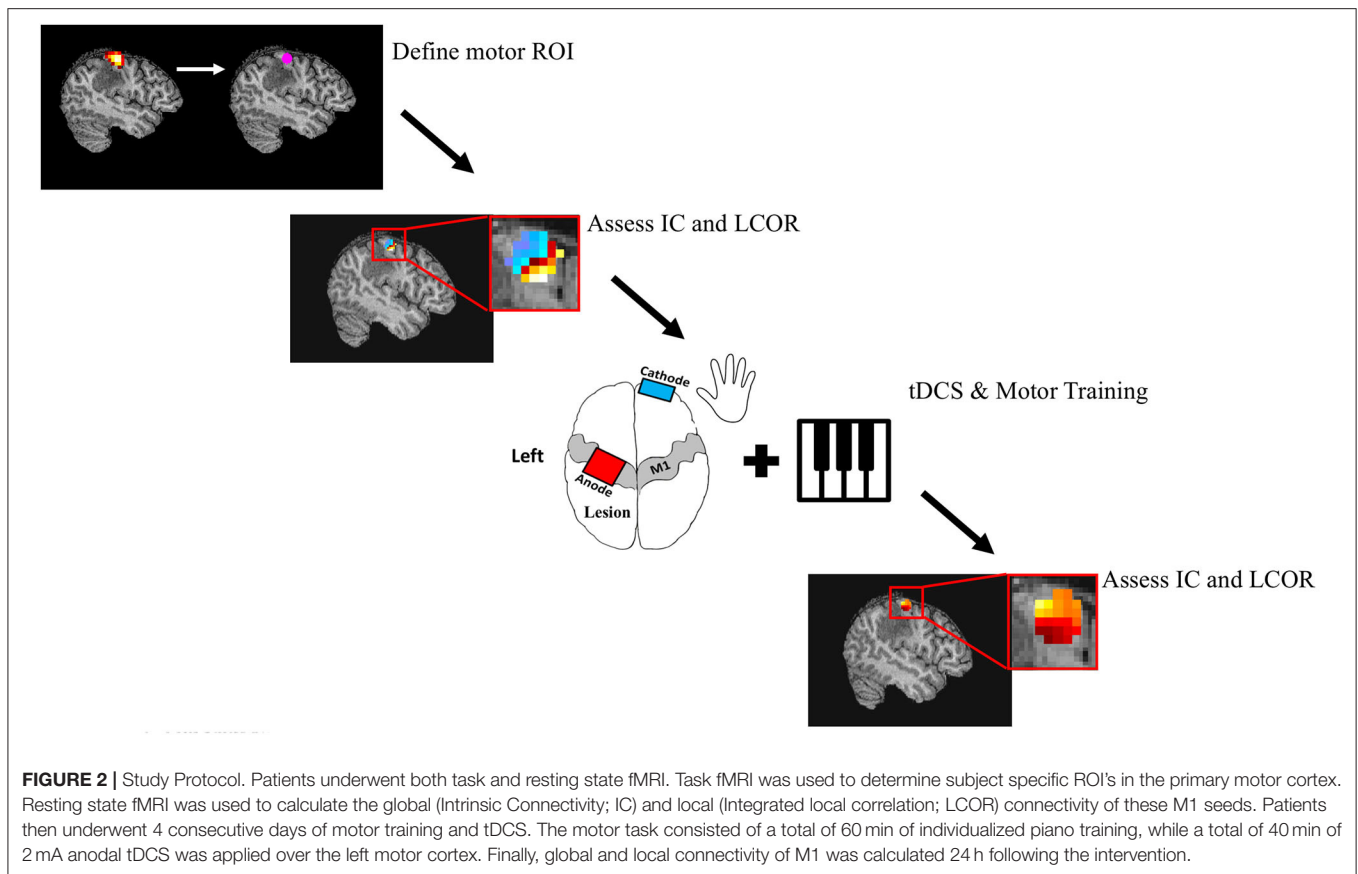 Define motor ROI
Assess IC and LCOR
Cathode
tDCS & Motor Training
Left
M1
Anode
Lesion
Assess IC and LCOR
FIGURE 2 | Study Protocol. Patients underwent both task and resting state fMRI. Task fMRI was used to determine subject specific ROI's in the primary motor cortex.
Resting state fMRI was used to calculate the global (Intrinsic Connectivity; IC) and local (Integrated local correlation; LCOR) connectivity of these M1 seeds. Patients
then underwent 4 consecutive days of motor training and tDCS. The motor task consisted of a total of 60 min of individualized piano training, while a total of 40 min of
2 mA anodal tDCS was applied over the left motor cortex. Finally, global and local connectivity of M1 was calculated 24 h following the intervention.